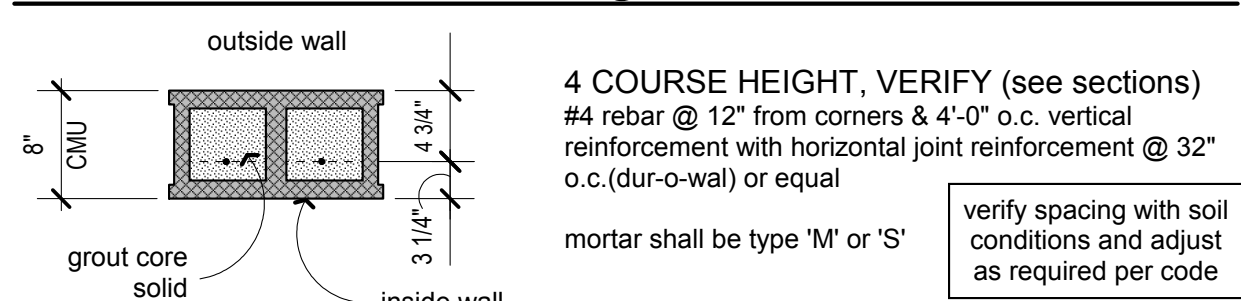 outside wall
8"
CMU
4 3/4"
3 1/4"
grout core
solid
inside wall
4 COURSE HEIGHT, VERIFY (see sections)
#4 rebar @ 12" from corners & 4'-0" o.c. vertical
reinforcement with horizontal joint reinforcement @ 32"
o.c.(dur-o-wal) or equal
mortar shall be type 'M' or 'S'
verify spacing with soil
conditions and adjust
as required per code